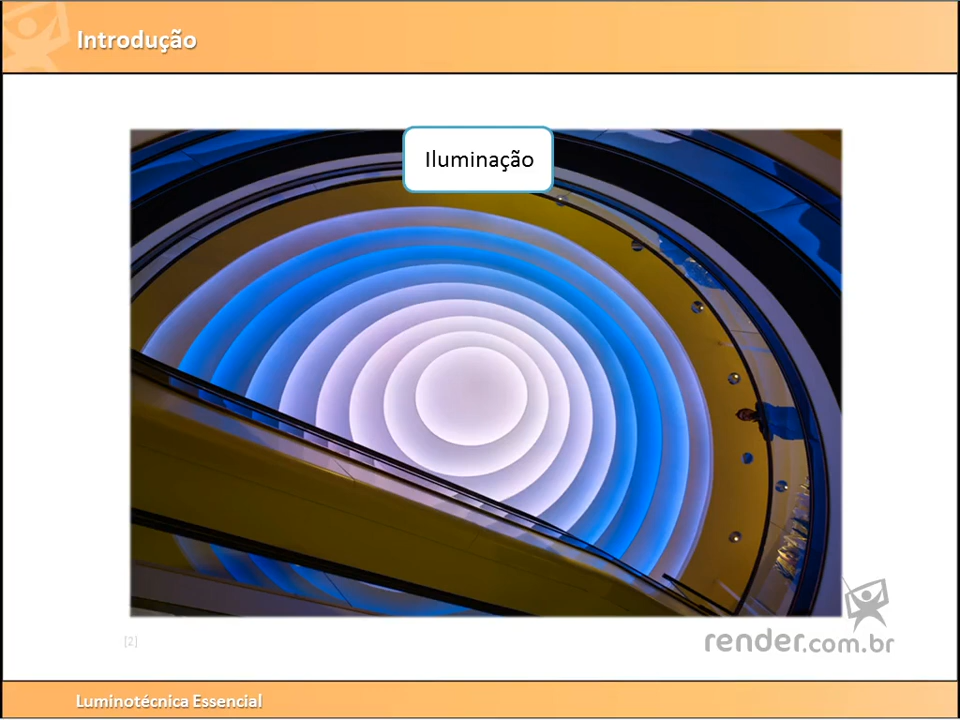 Introdução
Iluminação
[2]
render.com.br
Luminotécnica Essencial